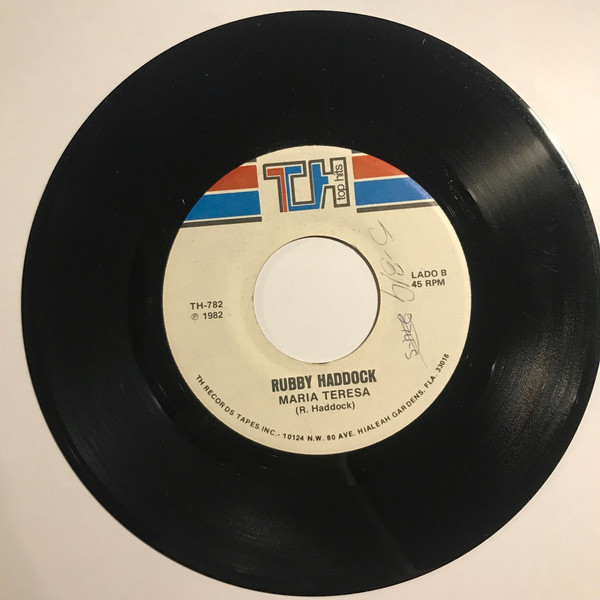 TH
top hits
LADO B
45 RPM
TH-782
℗ 1982
RUBBY HADDOCK
MARIA TERESA
(R. Haddock)
TH RECORDS TAPES INC.- 10124 N.W. 80 AVE. HIALEAH GARDENS, FLA. 33016